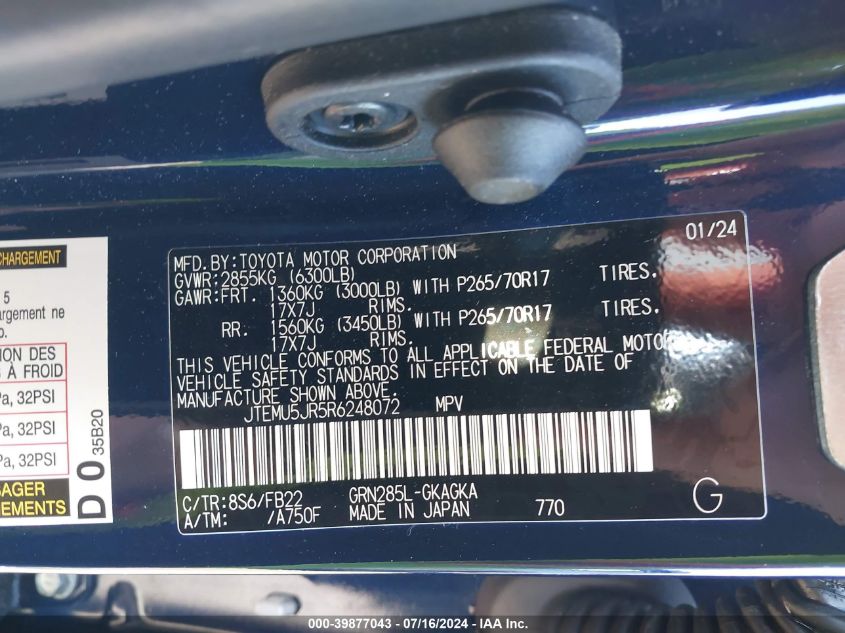 CHARGEMENT
5
argement ne
o.
ION DES
À FROID
Pa, 32PSI
Pa, 32PSI
Pa, 32PSI
SAGER
EMENTS
D 0 35B20
01/24
MFD.BY:TOYOTA MOTOR CORPORATION
GVWR:2855KG (6300LB)
GAWR:FRT. 1360KG (3000LB) WITH P265/70R17 TIRES.
17X7J RIMS.
RR. 1560KG (3450LB) WITH P265/70R17 TIRES.
17X7J RIMS.
THIS VEHICLE CONFORMS TO ALL APPLICABLE FEDERAL MOTOR
VEHICLE SAFETY STANDARDS IN EFFECT ON THE DATE OF
MANUFACTURE SHOWN ABOVE.
JTEMU5JR5R6248072 MPV
C/TR:8S6/FB22 GRN285L-GKAGKA
A/TM: /A750F MADE IN JAPAN 770 G
000-39877043 - 07/16/2024 - IAA Inc.